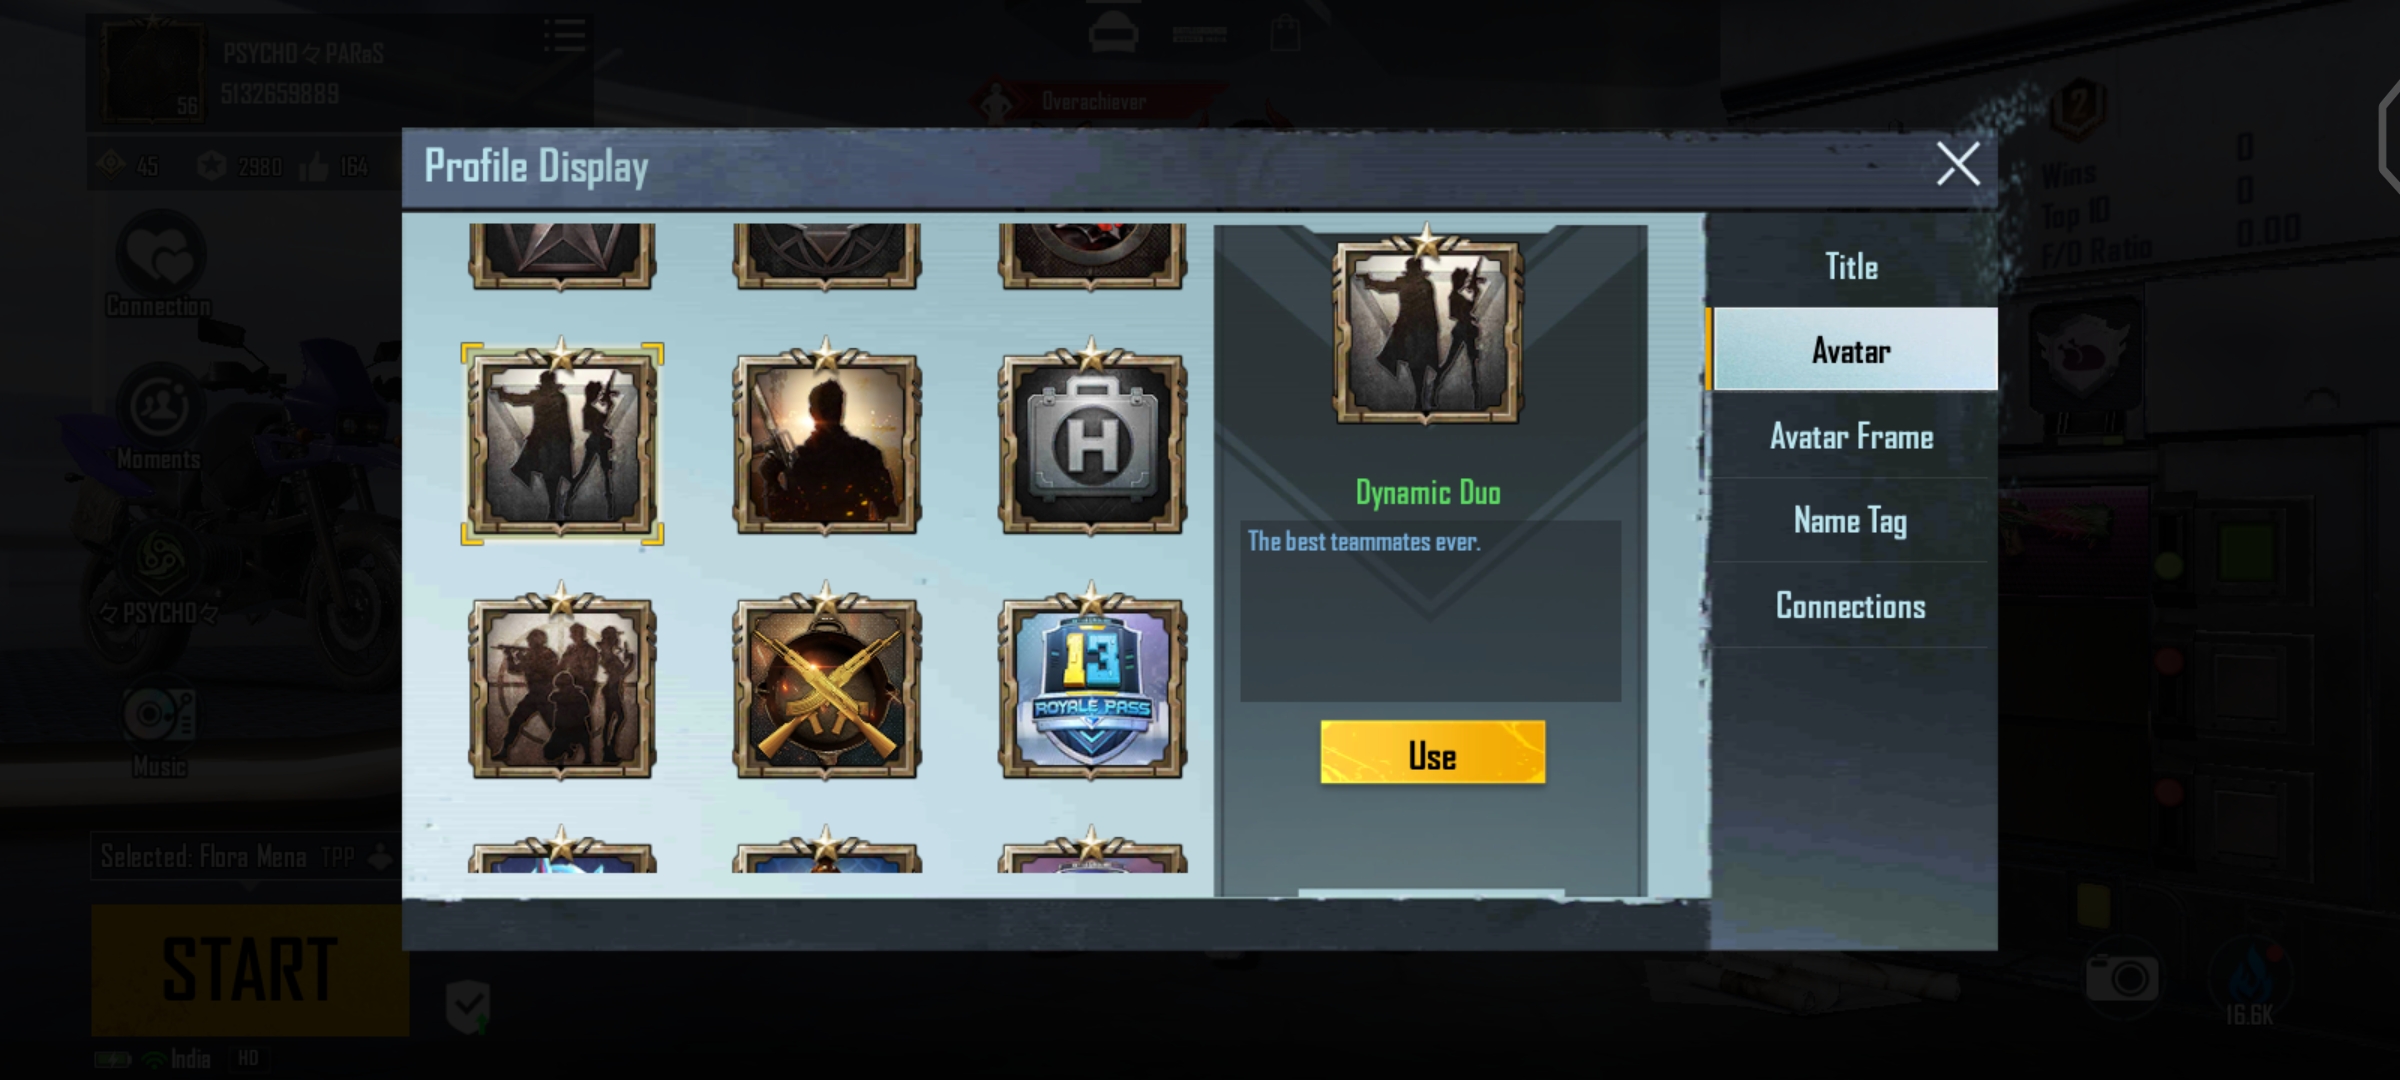 PSYCHO々PARaS
5132659889
56
45
2980
164
Overachiever
2
Wins
0
Top 10
0
F/D Ratio
0.00
Profile Display
Title
Avatar
Avatar Frame
Name Tag
Connections
Connection
Moments
々PSYCHO々
Music
H
13
ROYALE PASS
Dynamic Duo
The best teammates ever.
Use
Selected: Flora Mena TPP
START
India
HD
16.6K